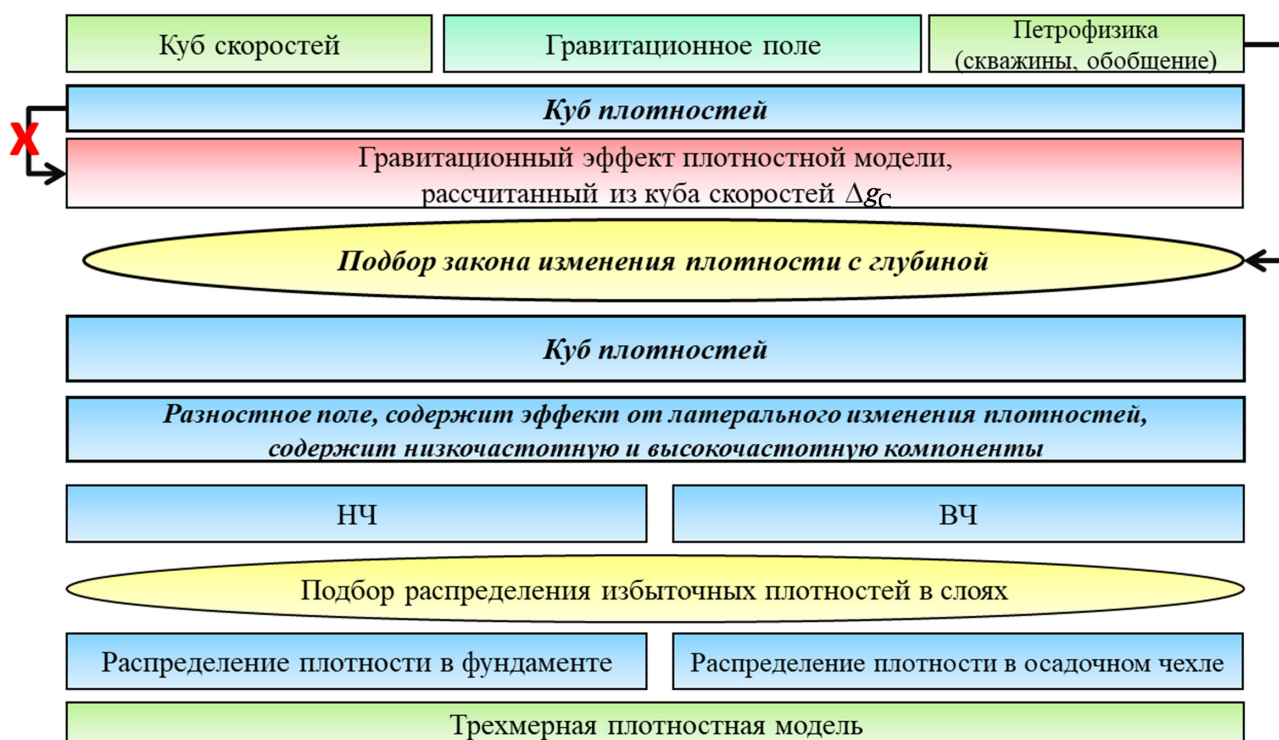 Куб скоростей
Гравитационное поле
Петрофизика
(скважины, обобщение)
Куб плотностей
X
Гравитационный эффект плотностной модели,
рассчитанный из куба скоростей ΔgC
Подбор закона изменения плотности с глубиной
Куб плотностей
Разностное поле, содержит эффект от латерального изменения плотностей,
содержит низкочастотную и высокочастотную компоненты
НЧ
ВЧ
Подбор распределения избыточных плотностей в слоях
Распределение плотности в фундаменте
Распределение плотности в осадочном чехле
Трехмерная плотностная модель